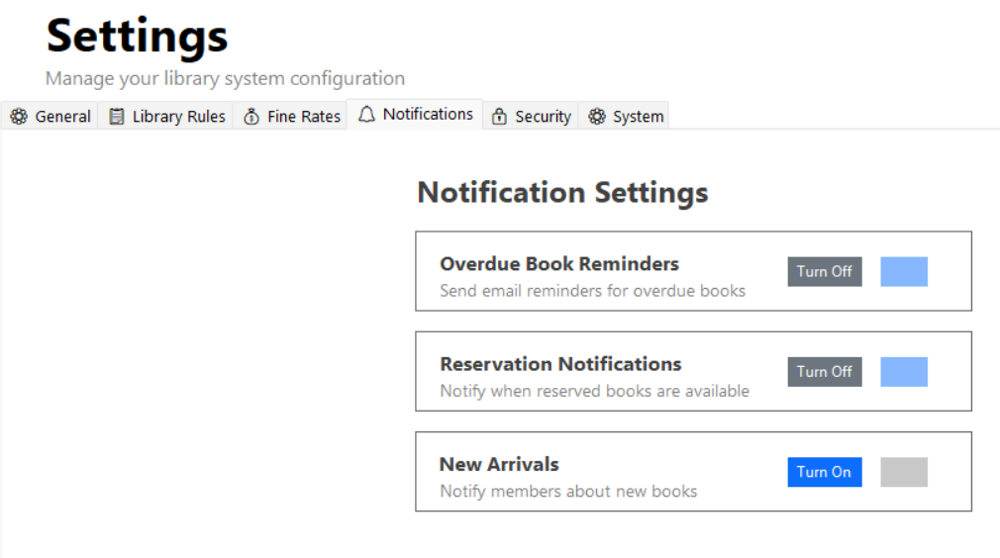 Settings
Manage your library system configuration
General Library Rules Fine Rates Notifications Security System
Notification Settings
Overdue Book Reminders
Send email reminders for overdue books
Turn Off
Reservation Notifications
Notify when reserved books are available
Turn Off
New Arrivals
Notify members about new books
Turn On